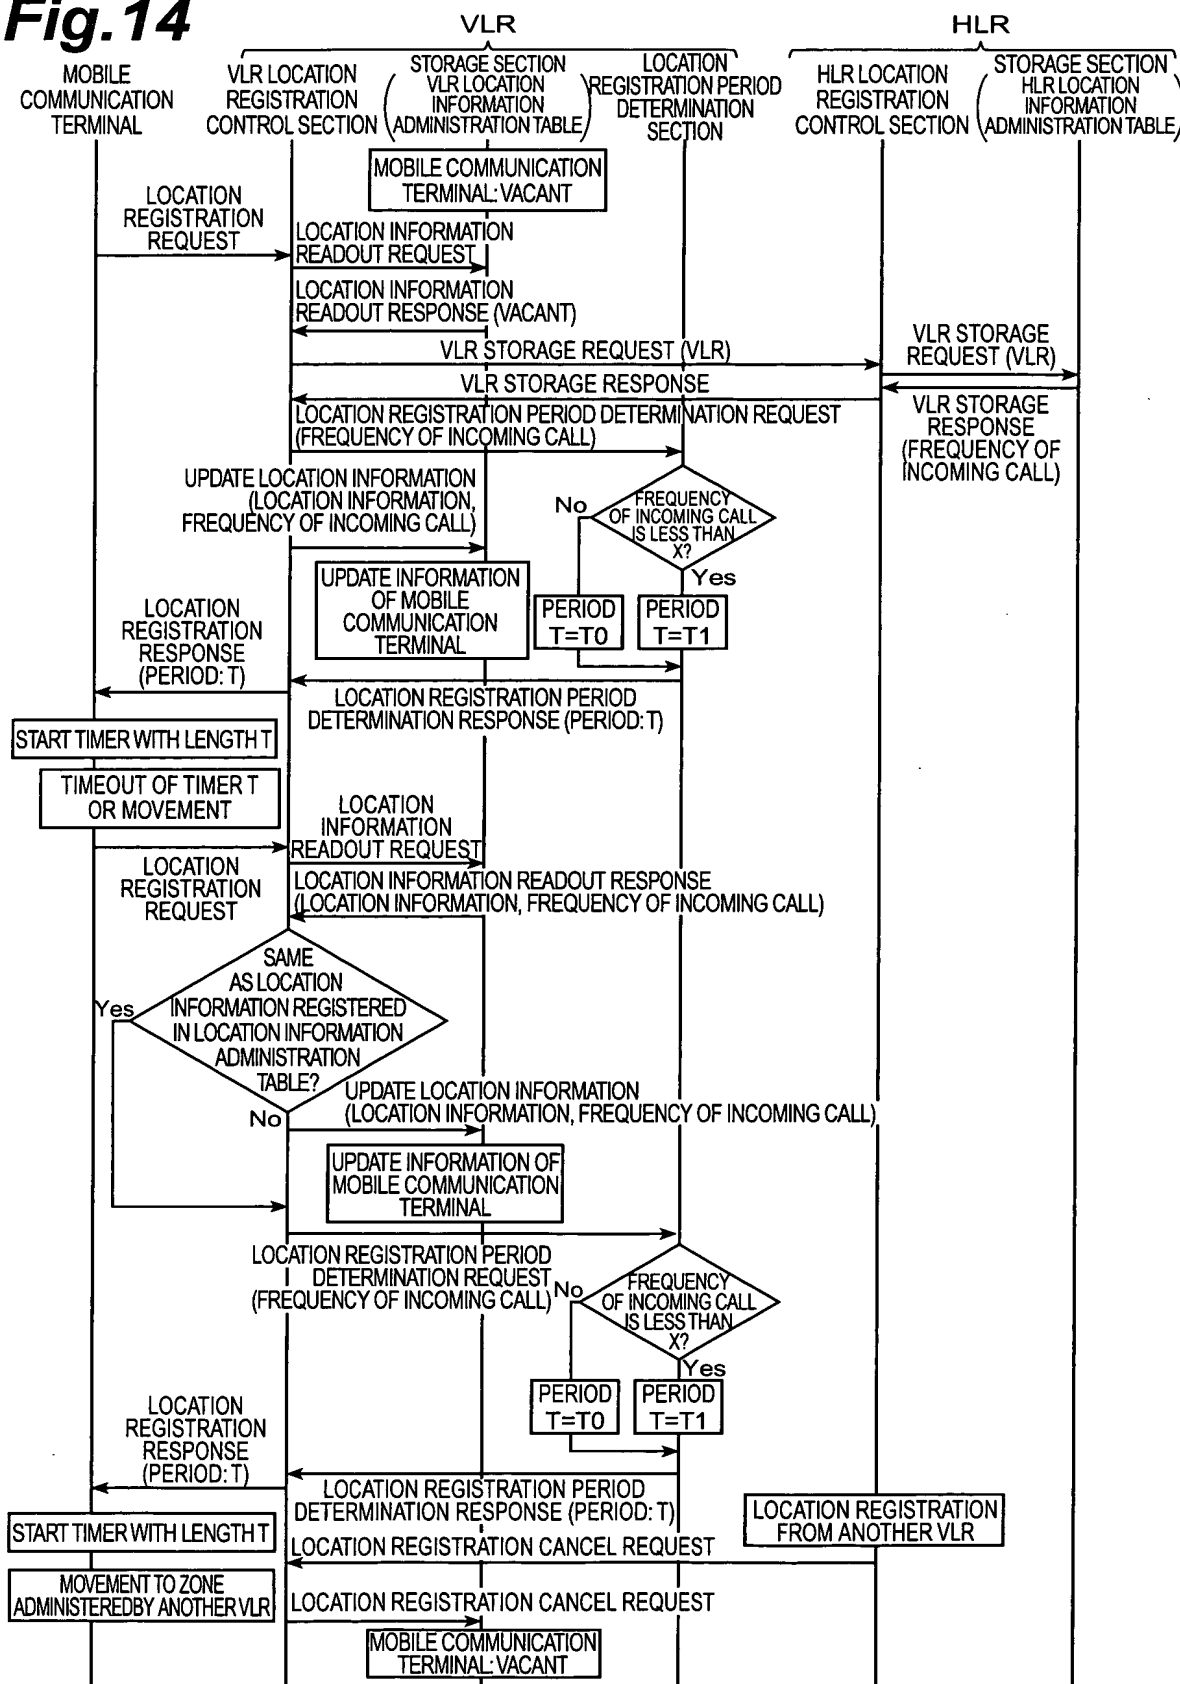 Fig.14
VLR
HLR
MOBILE
COMMUNICATION
TERMINAL
VLR LOCATION
REGISTRATION
CONTROL SECTION
STORAGE SECTION
(VLR LOCATION
INFORMATION
ADMINISTRATION TABLE)
LOCATION
REGISTRATION PERIOD
DETERMINATION
SECTION
HLR LOCATION
REGISTRATION
CONTROL SECTION
STORAGE SECTION
(HLR LOCATION
INFORMATION
ADMINISTRATION TABLE)
MOBILE COMMUNICATION
TERMINAL: VACANT
LOCATION
REGISTRATION
REQUEST
LOCATION INFORMATION
READOUT REQUEST
LOCATION INFORMATION
READOUT RESPONSE (VACANT)
VLR STORAGE REQUEST (VLR)
VLR STORAGE
REQUEST (VLR)
VLR STORAGE RESPONSE
VLR STORAGE
RESPONSE
(FREQUENCY OF
INCOMING CALL)
LOCATION REGISTRATION PERIOD DETERMINATION REQUEST
(FREQUENCY OF INCOMING CALL)
UPDATE LOCATION INFORMATION
(LOCATION INFORMATION,
FREQUENCY OF INCOMING CALL)
No
FREQUENCY
OF INCOMING CALL
IS LESS THAN
X?
Yes
UPDATE INFORMATION
OF MOBILE
COMMUNICATION
TERMINAL
PERIOD
T=T0
PERIOD
T=T1
LOCATION
REGISTRATION
RESPONSE
(PERIOD: T)
LOCATION REGISTRATION PERIOD
DETERMINATION RESPONSE (PERIOD: T)
START TIMER WITH LENGTH T
TIMEOUT OF TIMER T
OR MOVEMENT
LOCATION
INFORMATION
READOUT REQUEST
LOCATION
REGISTRATION
REQUEST
LOCATION INFORMATION READOUT RESPONSE
(LOCATION INFORMATION, FREQUENCY OF INCOMING CALL)
SAME
AS LOCATION
INFORMATION REGISTERED
IN LOCATION INFORMATION
ADMINISTRATION
TABLE?
Yes
No
UPDATE LOCATION INFORMATION
(LOCATION INFORMATION, FREQUENCY OF INCOMING CALL)
UPDATE INFORMATION OF
MOBILE COMMUNICATION
TERMINAL
LOCATION REGISTRATION PERIOD
DETERMINATION REQUEST
(FREQUENCY OF INCOMING CALL)
No
FREQUENCY
OF INCOMING CALL
IS LESS THAN
X?
Yes
PERIOD
T=T0
PERIOD
T=T1
LOCATION
REGISTRATION
RESPONSE
(PERIOD: T)
LOCATION REGISTRATION PERIOD
DETERMINATION RESPONSE (PERIOD: T)
START TIMER WITH LENGTH T
LOCATION REGISTRATION
FROM ANOTHER VLR
LOCATION REGISTRATION CANCEL REQUEST
MOVEMENT TO ZONE
ADMINISTEREDBY ANOTHER VLR
LOCATION REGISTRATION CANCEL REQUEST
MOBILE COMMUNICATION
TERMINAL: VACANT